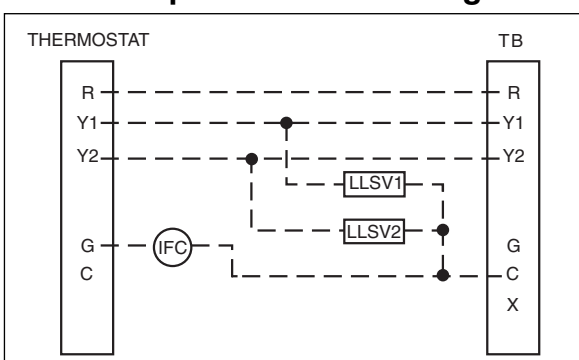 THERMOSTAT TB
R R
Y1 Y1
Y2 Y2
LLSV1
LLSV2
G IFC G
C C
X